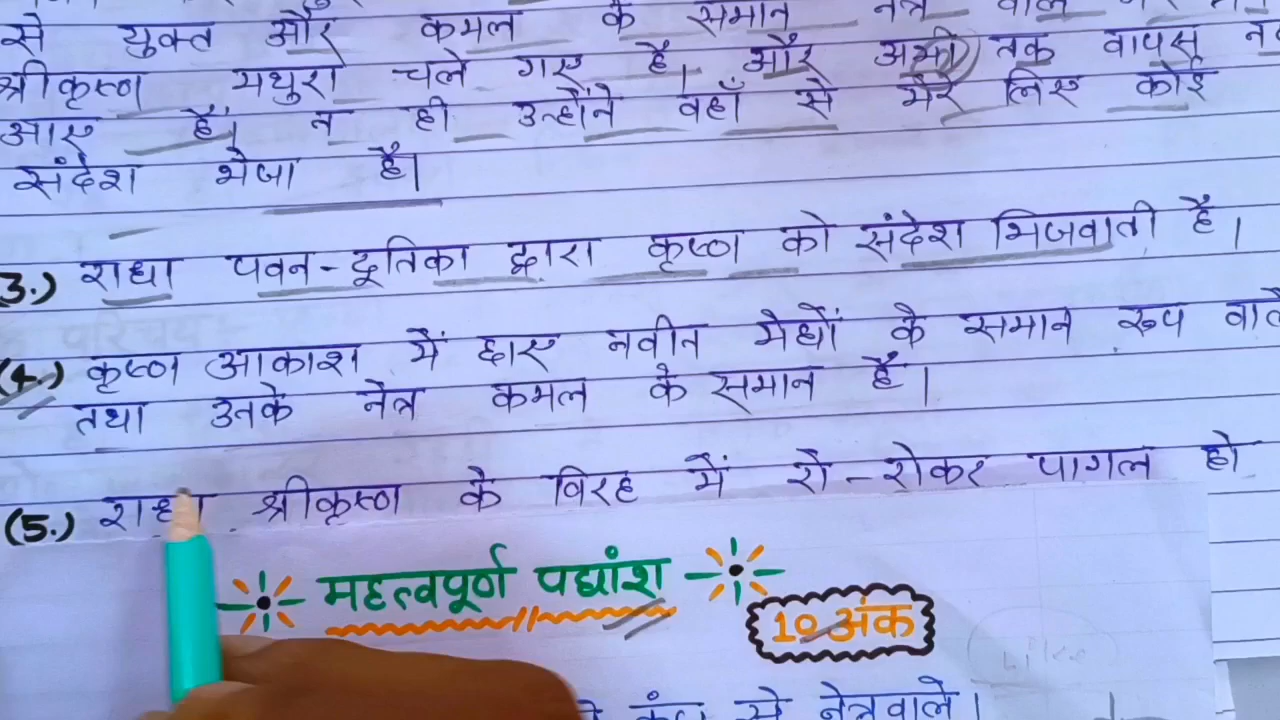 से युक्त और कमल के समान नेत्र वाले
श्रीकृष्ण मथुरा चले गए हैं, और अभी तक वापस
आए हैं, न ही उन्होंने वहाँ से मेरे लिए कोई
संदेश भेजा है।
(3.) राधा पवन-दूतिका द्वारा कृष्ण को संदेश भिजवाती है।
(4.) कृष्ण आकाश में छाए नवीन मेघों के समान रूप वाले
तथा उनके नेत्र कमल के समान हैं।
(5.) राधा श्रीकृष्ण के विरह में रो-रोकर पागल हो
महत्वपूर्ण पद्यांश
10 अंक
से नेत्रवाले।